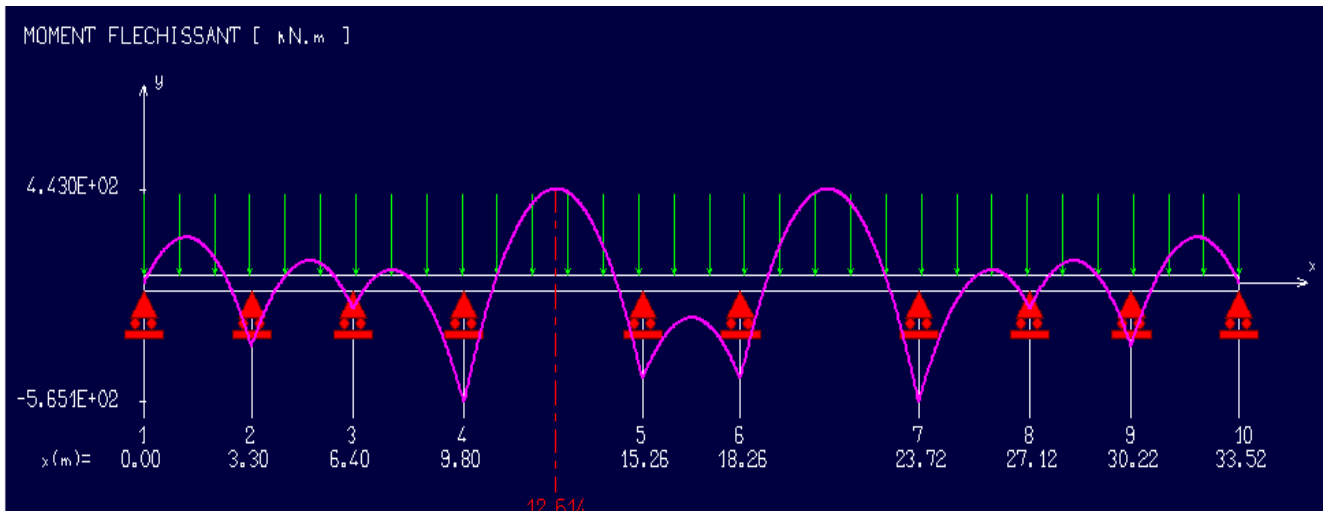 MOMENT FLECHISSANT [ kN.m ]
y
4.430E+02
x
-5.651E+02
1 2 3 4 5 6 7 8 9 10
x(m)= 0.00 3.30 6.40 9.80 15.26 18.26 23.72 27.12 30.22 33.52
12.614